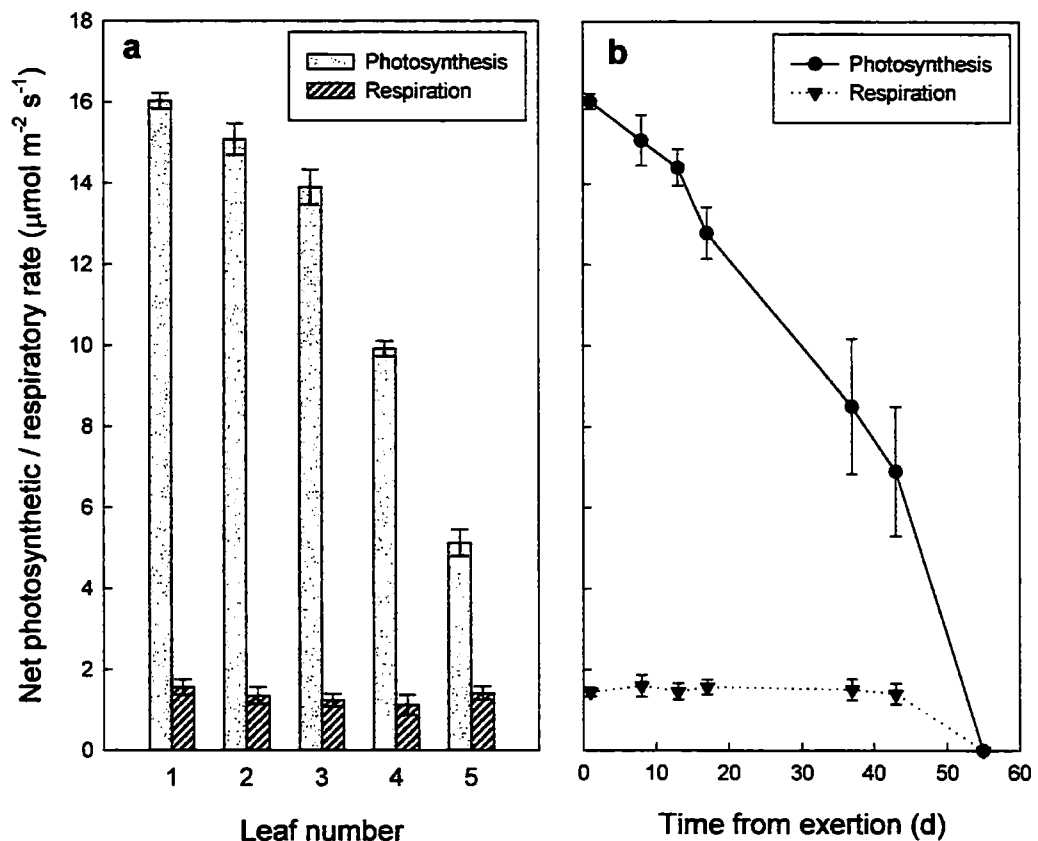 Net photosynthetic / respiratory rate (µmol m⁻² s⁻¹)
18
16
14
12
10
8
6
4
2
0
a
Photosynthesis
Respiration
1 2 3 4 5
Leaf number
b
Photosynthesis
Respiration
0 10 20 30 40 50 60
Time from exertion (d)